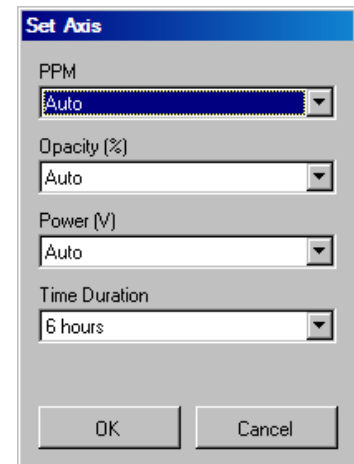 Set Axis
PPM
Auto
Opacity (%)
Auto
Power (V)
Auto
Time Duration
6 hours
OK Cancel